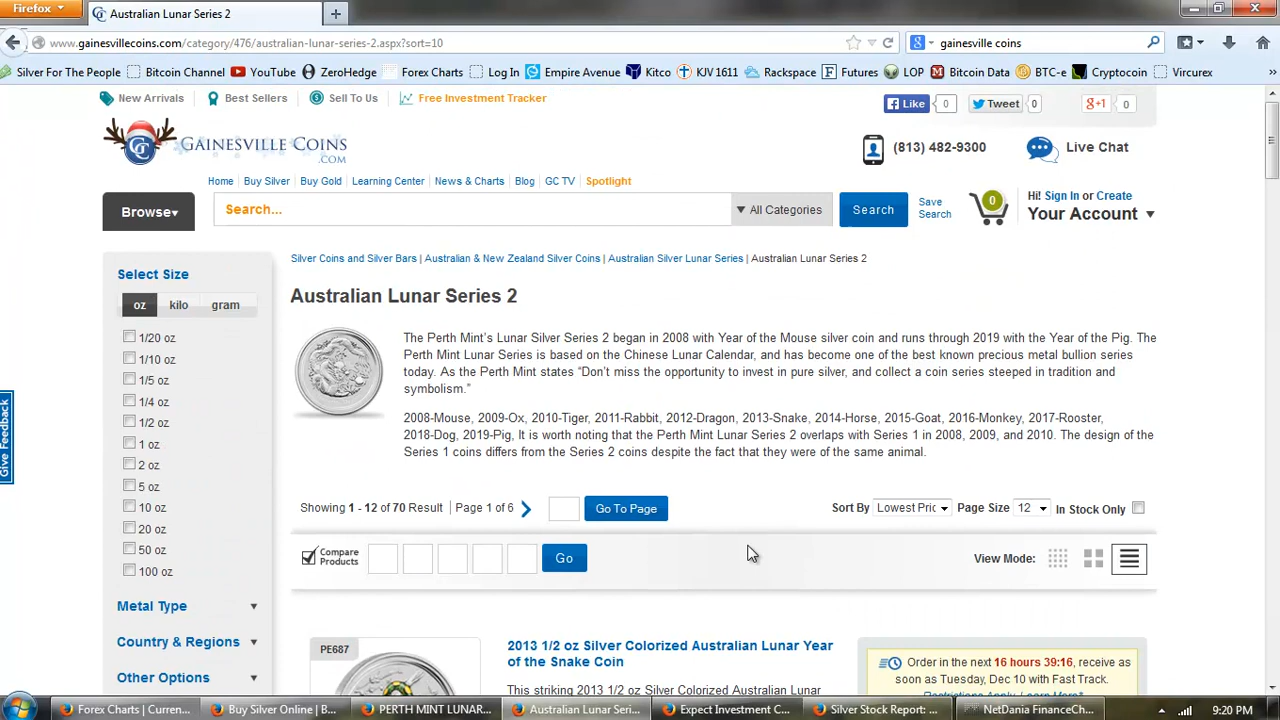 Firefox
Australian Lunar Series 2
www.gainesvillecoins.com/category/476/australian-lunar-series-2.aspx?sort=10
gainesville coins
Silver For The People
Bitcoin Channel
YouTube
ZeroHedge
Forex Charts
Log In
Empire Avenue
Kitco
KJV 1611
Rackspace
Futures
LOP
Bitcoin Data
BTC-e
Cryptocoin
Vircurex
New Arrivals
Best Sellers
Sell To Us
Free Investment Tracker
Like 0
Tweet 0
+1 0
GC
GAINESVILLE COINS .COM
(813) 482-9300
Live Chat
Home
Buy Silver
Buy Gold
Learning Center
News & Charts
Blog
GC TV
Spotlight
Browse
Search...
All Categories
Search
Save Search
0
Hi! Sign In or Create
Your Account
Silver Coins and Silver Bars | Australian & New Zealand Silver Coins | Australian Silver Lunar Series | Australian Lunar Series 2
Select Size
oz kilo gram
1/20 oz
1/10 oz
1/5 oz
1/4 oz
1/2 oz
1 oz
2 oz
5 oz
10 oz
20 oz
50 oz
100 oz
Metal Type
Country & Regions
Other Options
Give Feedback
Australian Lunar Series 2
The Perth Mint's Lunar Silver Series 2 began in 2008 with Year of the Mouse silver coin and runs through 2019 with the Year of the Pig. The
Perth Mint Lunar Series is based on the Chinese Lunar Calendar, and has become one of the best known precious metal bullion series
today. As the Perth Mint states “Don't miss the opportunity to invest in pure silver, and collect a coin series steeped in tradition and
symbolism.”
2008-Mouse, 2009-Ox, 2010-Tiger, 2011-Rabbit, 2012-Dragon, 2013-Snake, 2014-Horse, 2015-Goat, 2016-Monkey, 2017-Rooster,
2018-Dog, 2019-Pig, It is worth noting that the Perth Mint Lunar Series 2 overlaps with Series 1 in 2008, 2009, and 2010. The design of the
Series 1 coins differs from the Series 2 coins despite the fact that they were of the same animal.
Showing 1 - 12 of 70 Result | Page 1 of 6
Go To Page
Sort By Lowest Pric
Page Size 12
In Stock Only
Compare
Products
Go
View Mode:
PE687
2013 1/2 oz Silver Colorized Australian Lunar Year
of the Snake Coin
This striking 2013 1/2 oz Silver Colorized Australian Lunar
Order in the next 16 hours 39:16, receive as
soon as Tuesday, Dec 10 with Fast Track.
Restrictions Apply. Learn More*
Forex Charts | Curren...
Buy Silver Online | B...
PERTH MINT LUNAR...
Australian Lunar Seri...
Expect Investment C...
Silver Stock Report: ...
NetDania FinanceCh...
9:20 PM